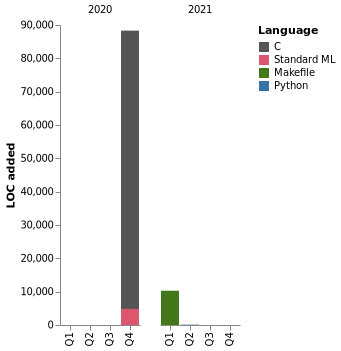 2020 2021
Language
C
Standard ML
Makefile
Python
LOC added
90,000
80,000
70,000
60,000
50,000
40,000
30,000
20,000
10,000
0
Q1 Q2 Q3 Q4 Q1 Q2 Q3 Q4